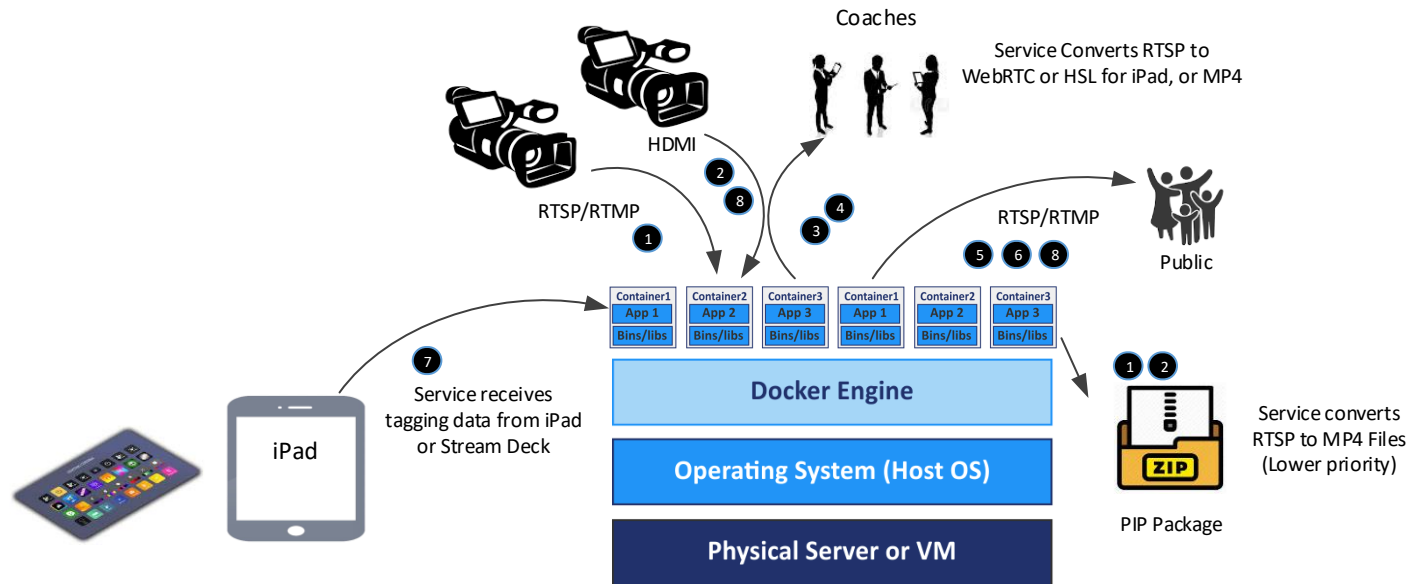 Coaches
Service Converts RTSP to
WebRTC or HSL for iPad, or MP4
HDMI
2
8
4
3
RTSP/RTMP
1
RTSP/RTMP
5 6 8
Public
Container1
App 1
Bins/libs
Container2
App 2
Bins/libs
Container3
App 3
Bins/libs
Container1
App 1
Bins/libs
Container2
App 2
Bins/libs
Container3
App 3
Bins/libs
7
Service receives
tagging data from iPad
or Stream Deck
iPad
Docker Engine
Operating System (Host OS)
Physical Server or VM
1 2
ZIP
PIP Package
Service converts
RTSP to MP4 Files
(Lower priority)